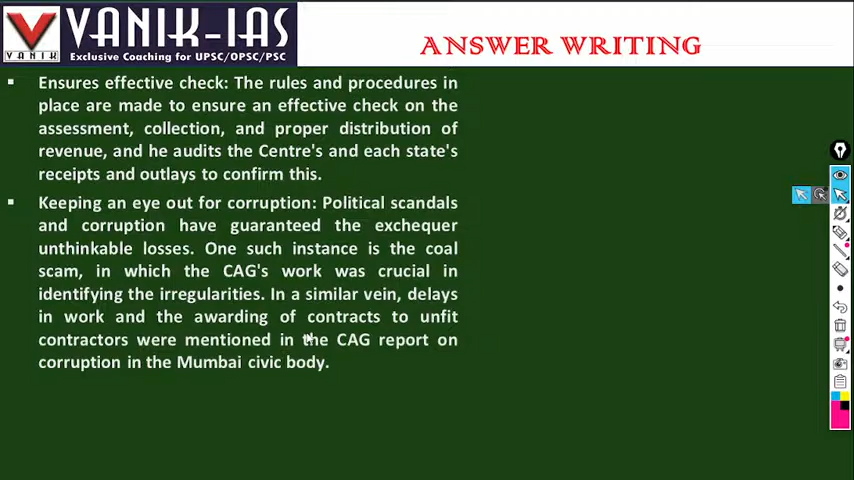 VANIK-IAS
VANIK
Exclusive Coaching for UPSC/OPSC/PSC
ANSWER WRITING
▪ Ensures effective check: The rules and procedures in
place are made to ensure an effective check on the
assessment, collection, and proper distribution of
revenue, and he audits the Centre's and each state's
receipts and outlays to confirm this.
▪ Keeping an eye out for corruption: Political scandals
and corruption have guaranteed the exchequer
unthinkable losses. One such instance is the coal
scam, in which the CAG's work was crucial in
identifying the irregularities. In a similar vein, delays
in work and the awarding of contracts to unfit
contractors were mentioned in the CAG report on
corruption in the Mumbai civic body.